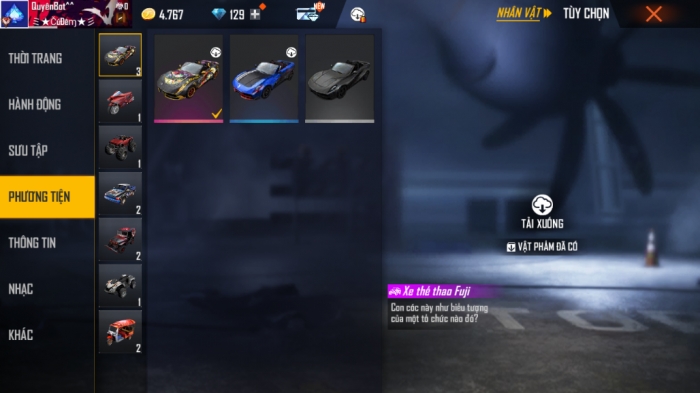 QuyênBot^^ 0
4.767
129
NEW
NHÂN VẬT
TÙY CHỌN
THỜI TRANG
HÀNH ĐỘNG
SƯU TẬP
PHƯƠNG TIỆN
THÔNG TIN
NHẠC
KHÁC
3
1
1
2
2
1
2
TẢI XUỐNG
VẬT PHẨM ĐÃ CÓ
Xe thể thao Fuji
Con cóc này như biểu tượng
của một tổ chức nào đó?